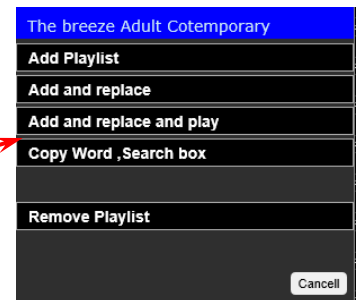 The breeze Adult Cotemporary
Add Playlist
Add and replace
Add and replace and play
Copy Word ,Search box
Remove Playlist
Cancell